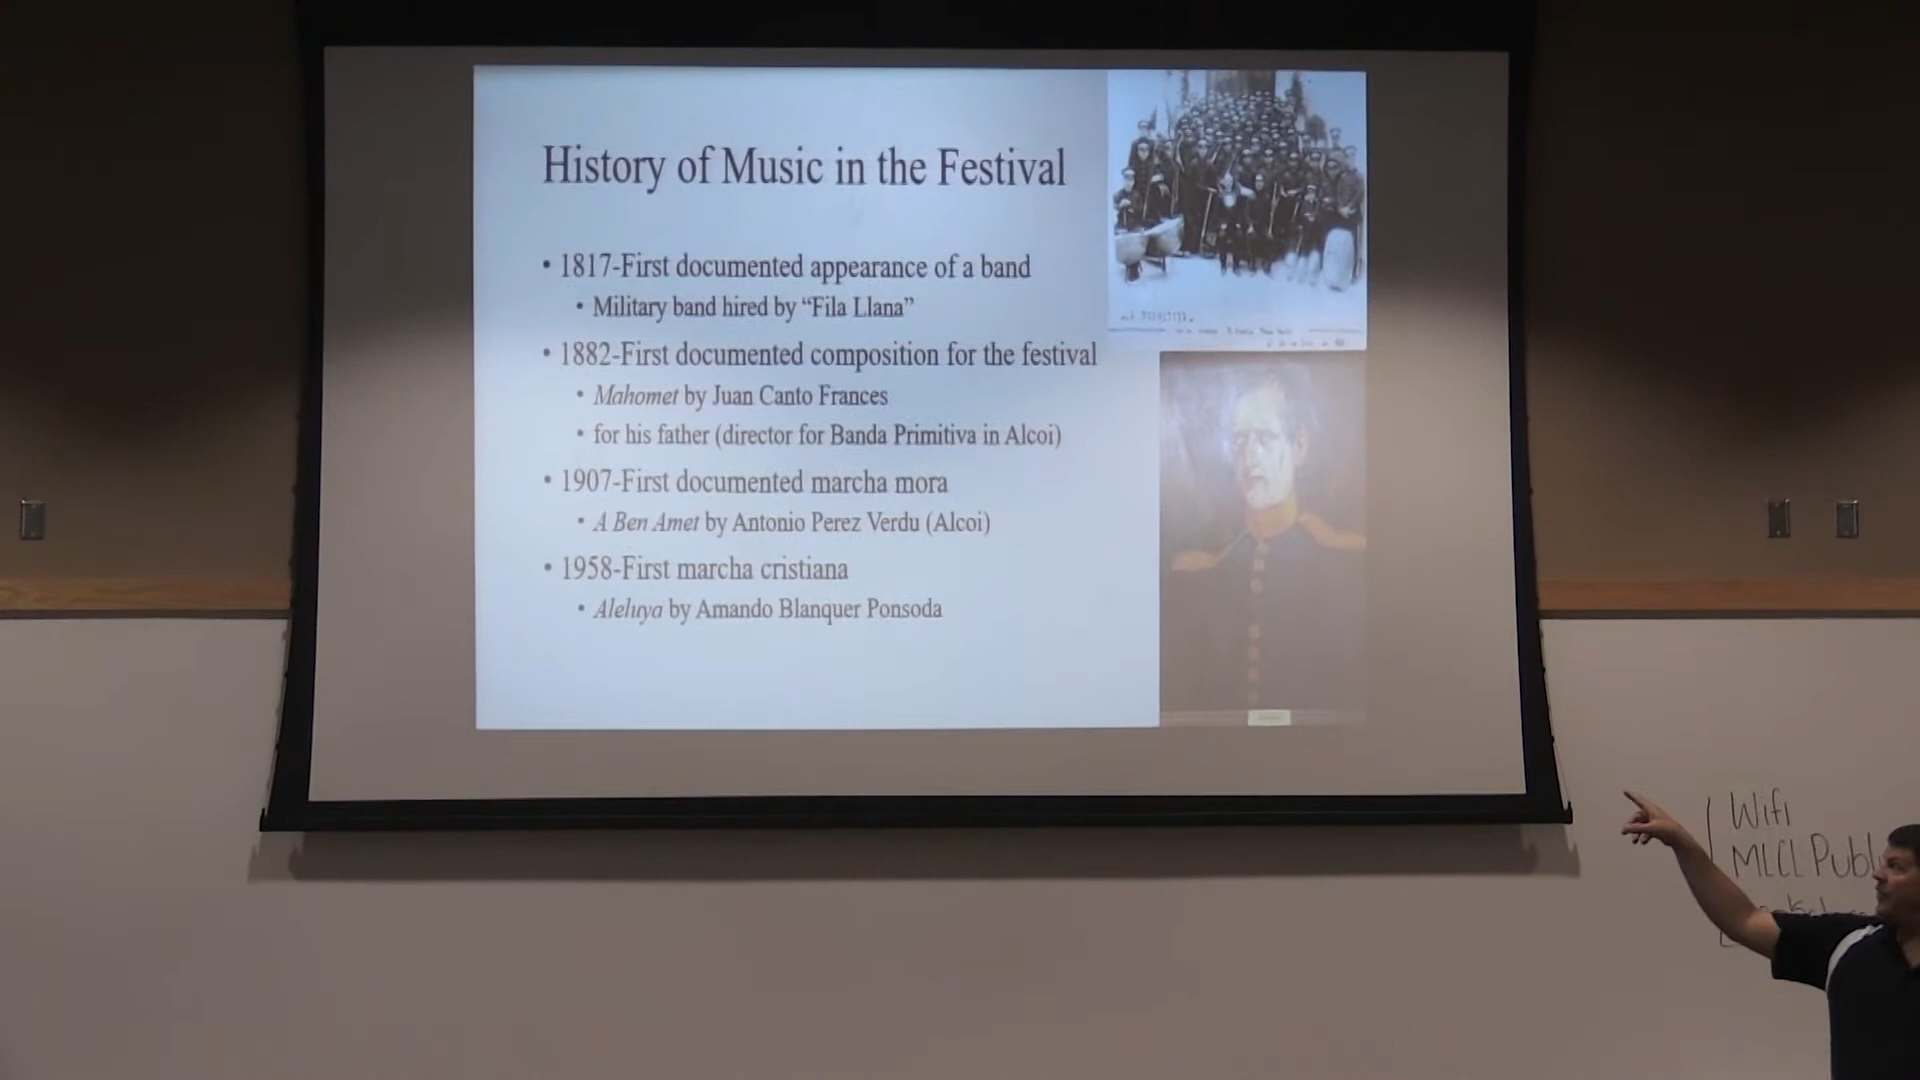 History of Music in the Festival
• 1817-First documented appearance of a band
• Military band hired by “Fila Llana”
• 1882-First documented composition for the festival
• Mahomet by Juan Canto Frances
• for his father (director for Banda Primitiva in Alcoi)
• 1907-First documented marcha mora
• A Ben Amet by Antonio Perez Verdu (Alcoi)
• 1958-First marcha cristiana
• Aleluya by Amando Blanquer Ponsoda
Wifi
MLCL Publ